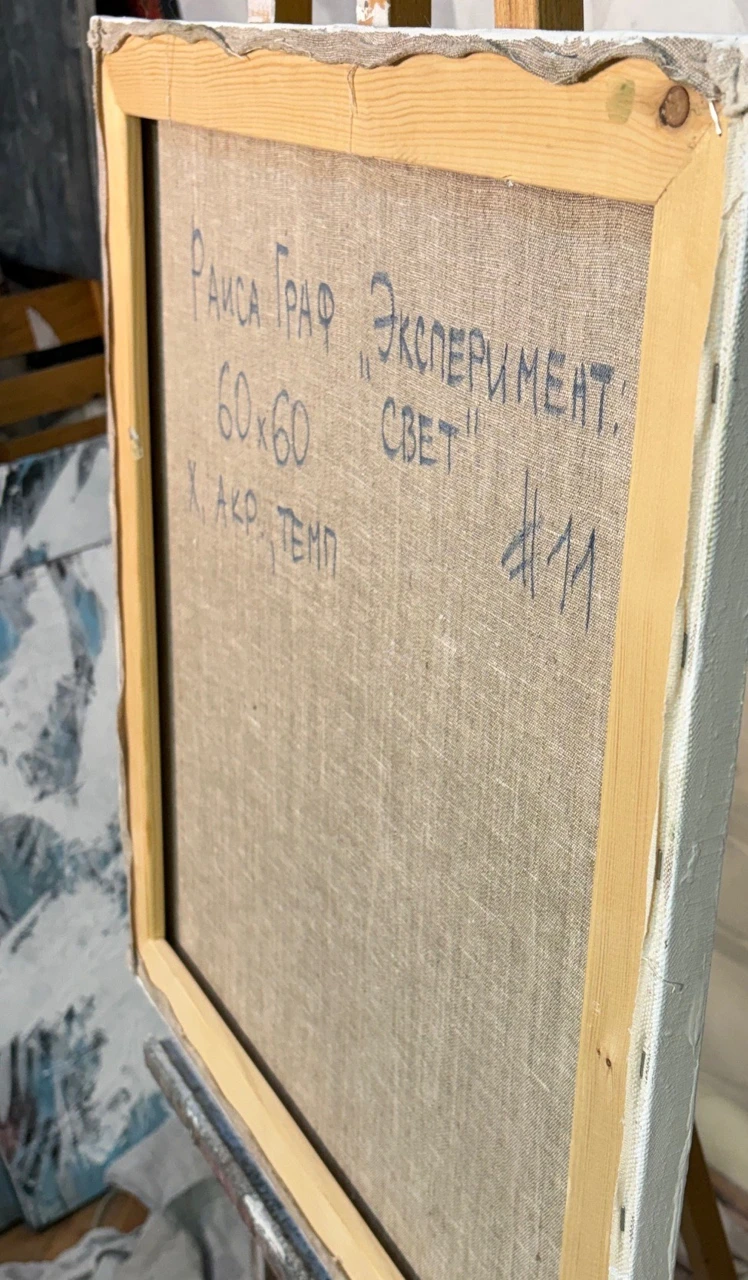 РАИСА ГРАФ
60х60
Х. АКР., ТЕМП
„ЭКСПЕРИМЕНТ.
СВЕТ"
#11